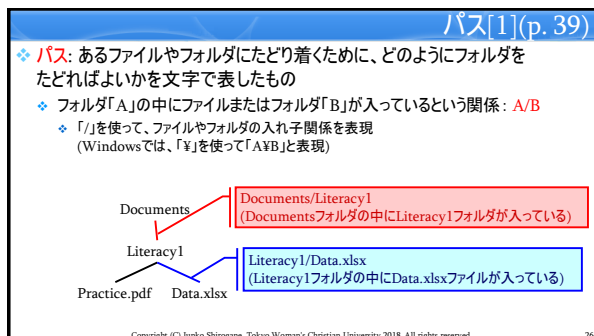 パス[1](p. 39)
パス: あるファイルやフォルダにたどり着くために、どのようにフォルダを
たどればよいかを文字で表したもの
フォルダ「A」の中にファイルまたはフォルダ「B」が入っているという関係: A/B
「/」を使って、ファイルやフォルダの入れ子関係を表現
(Windowsでは、「¥」を使って「A¥B」と表現)
Documents
Documents/Literacy1
(Documentsフォルダの中にLiteracy1フォルダが入っている)
Literacy1
Literacy1/Data.xlsx
(Literacy1フォルダの中にData.xlsxファイルが入っている)
Practice.pdf Data.xlsx
Copyright (C) Junko Shirogane, Tokyo Woman's Christian University 2018, All rights reserved. 26